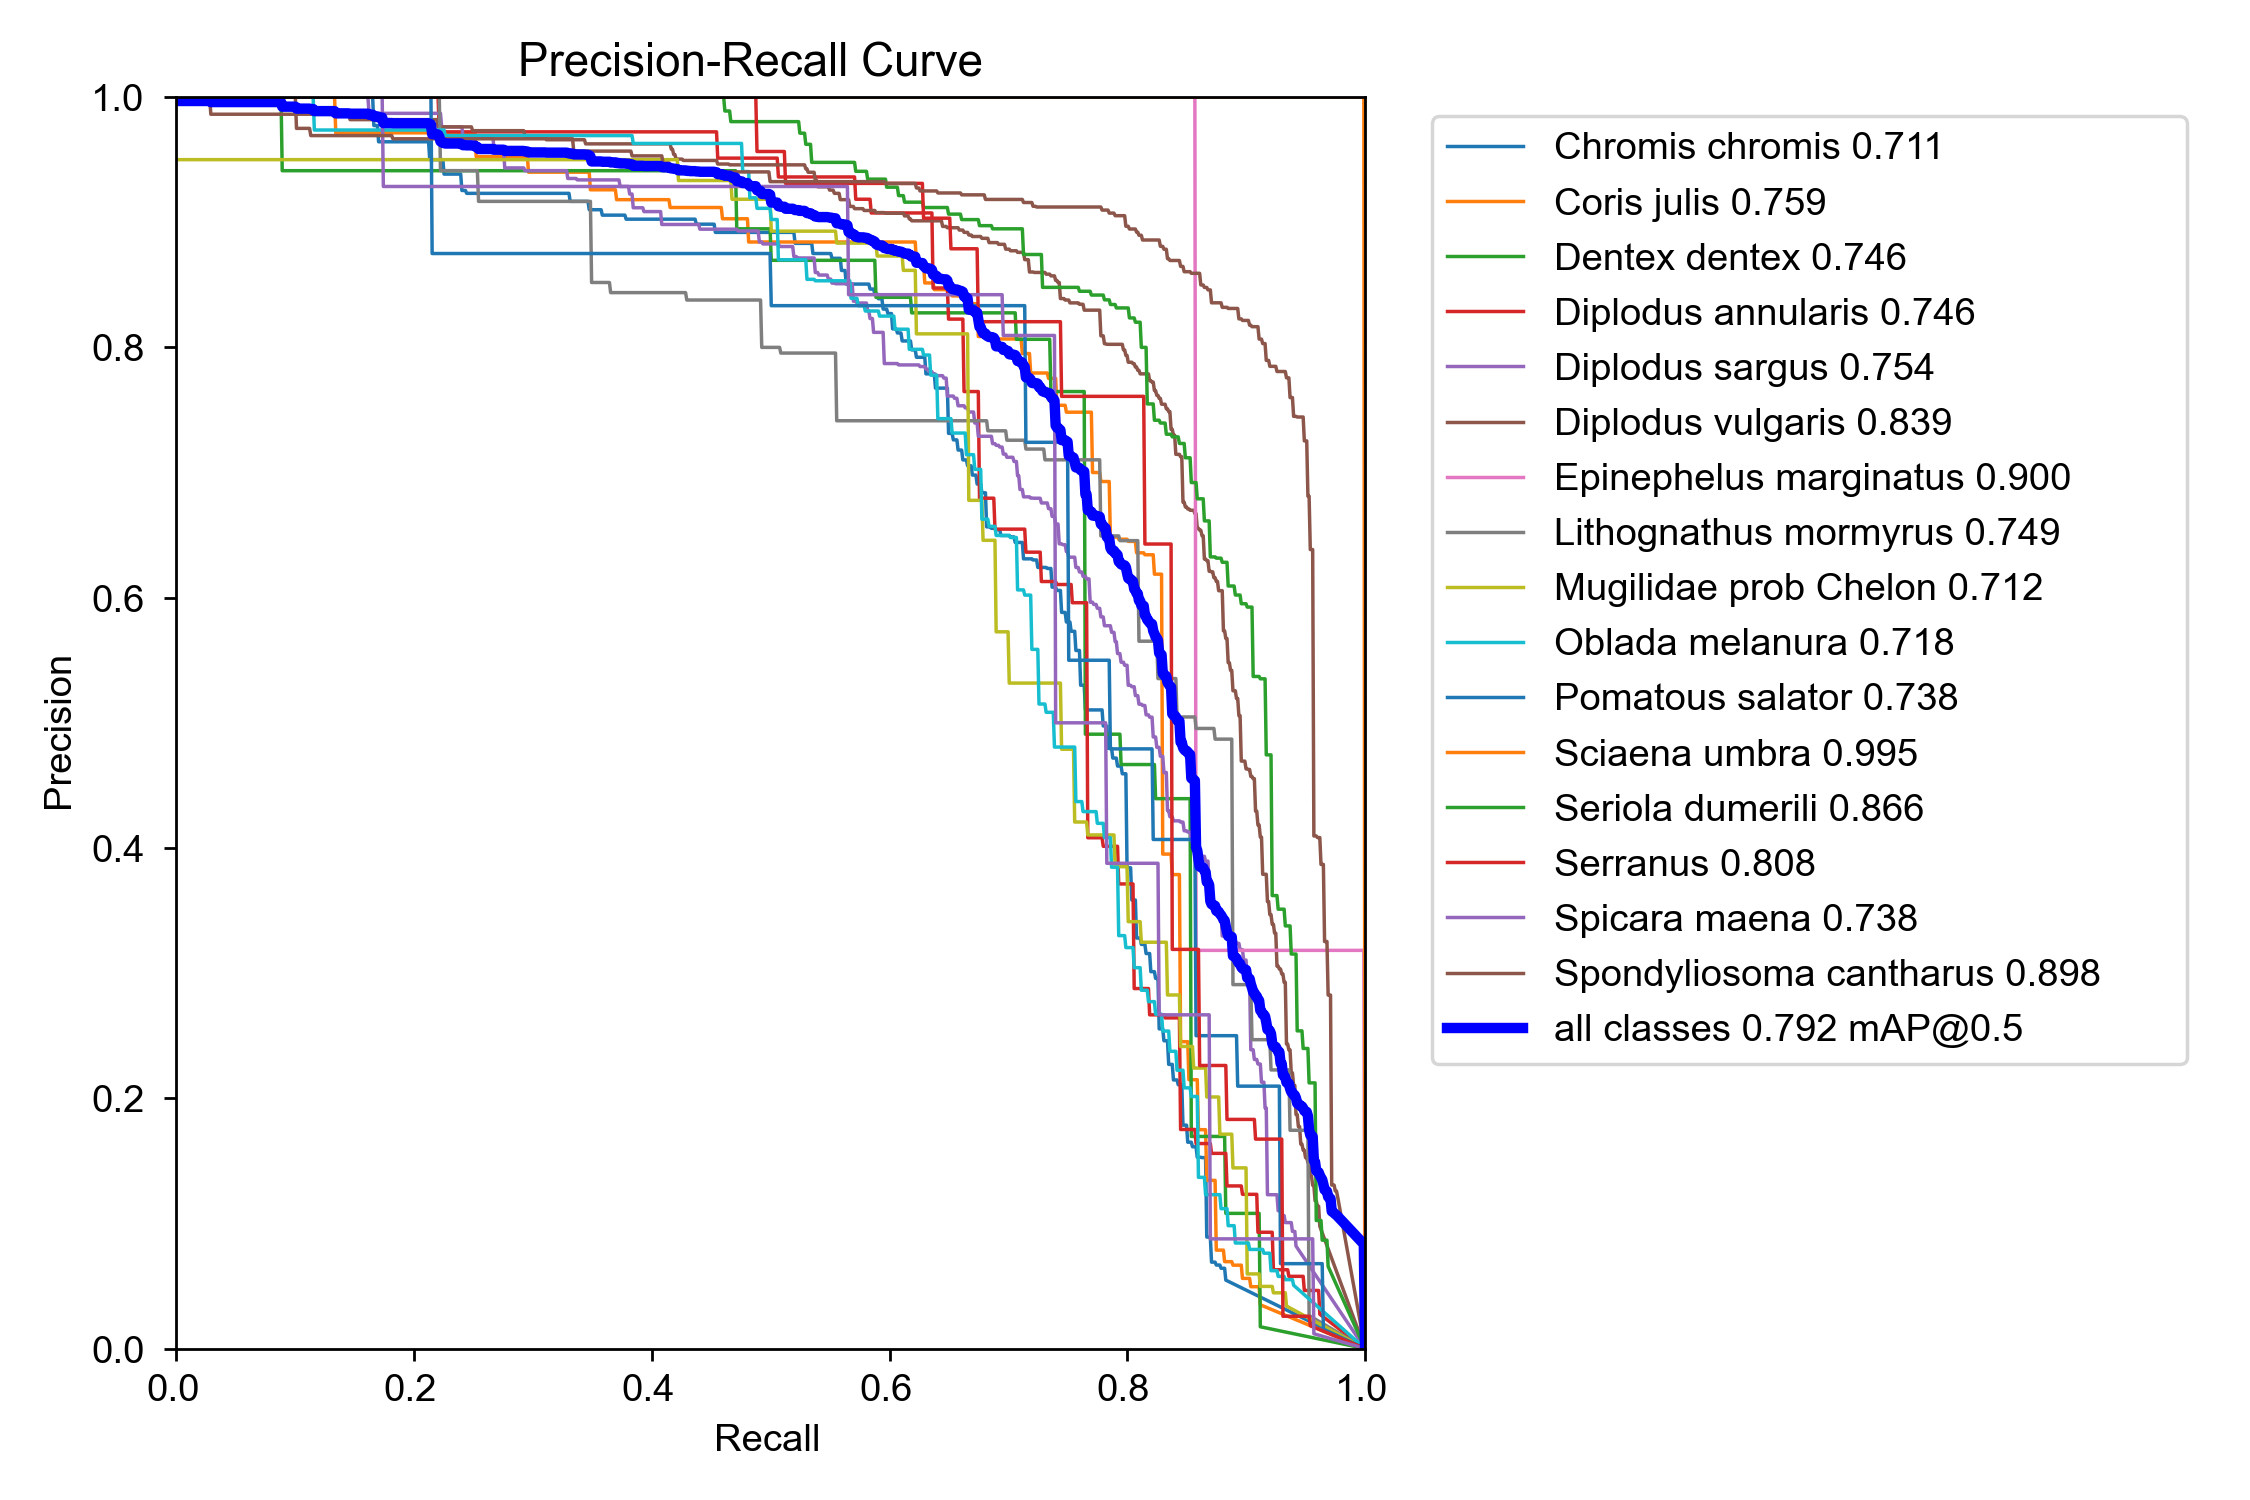 Precision-Recall Curve
1.0
0.8
0.6
0.4
0.2
0.0
Precision
0.0 0.2 0.4 0.6 0.8 1.0
Recall
Chromis chromis 0.711
Coris julis 0.759
Dentex dentex 0.746
Diplodus annularis 0.746
Diplodus sargus 0.754
Diplodus vulgaris 0.839
Epinephelus marginatus 0.900
Lithognathus mormyrus 0.749
Mugilidae prob Chelon 0.712
Oblada melanura 0.718
Pomatous salator 0.738
Sciaena umbra 0.995
Seriola dumerili 0.866
Serranus 0.808
Spicara maena 0.738
Spondyliosoma cantharus 0.898
all classes 0.792 mAP@0.5